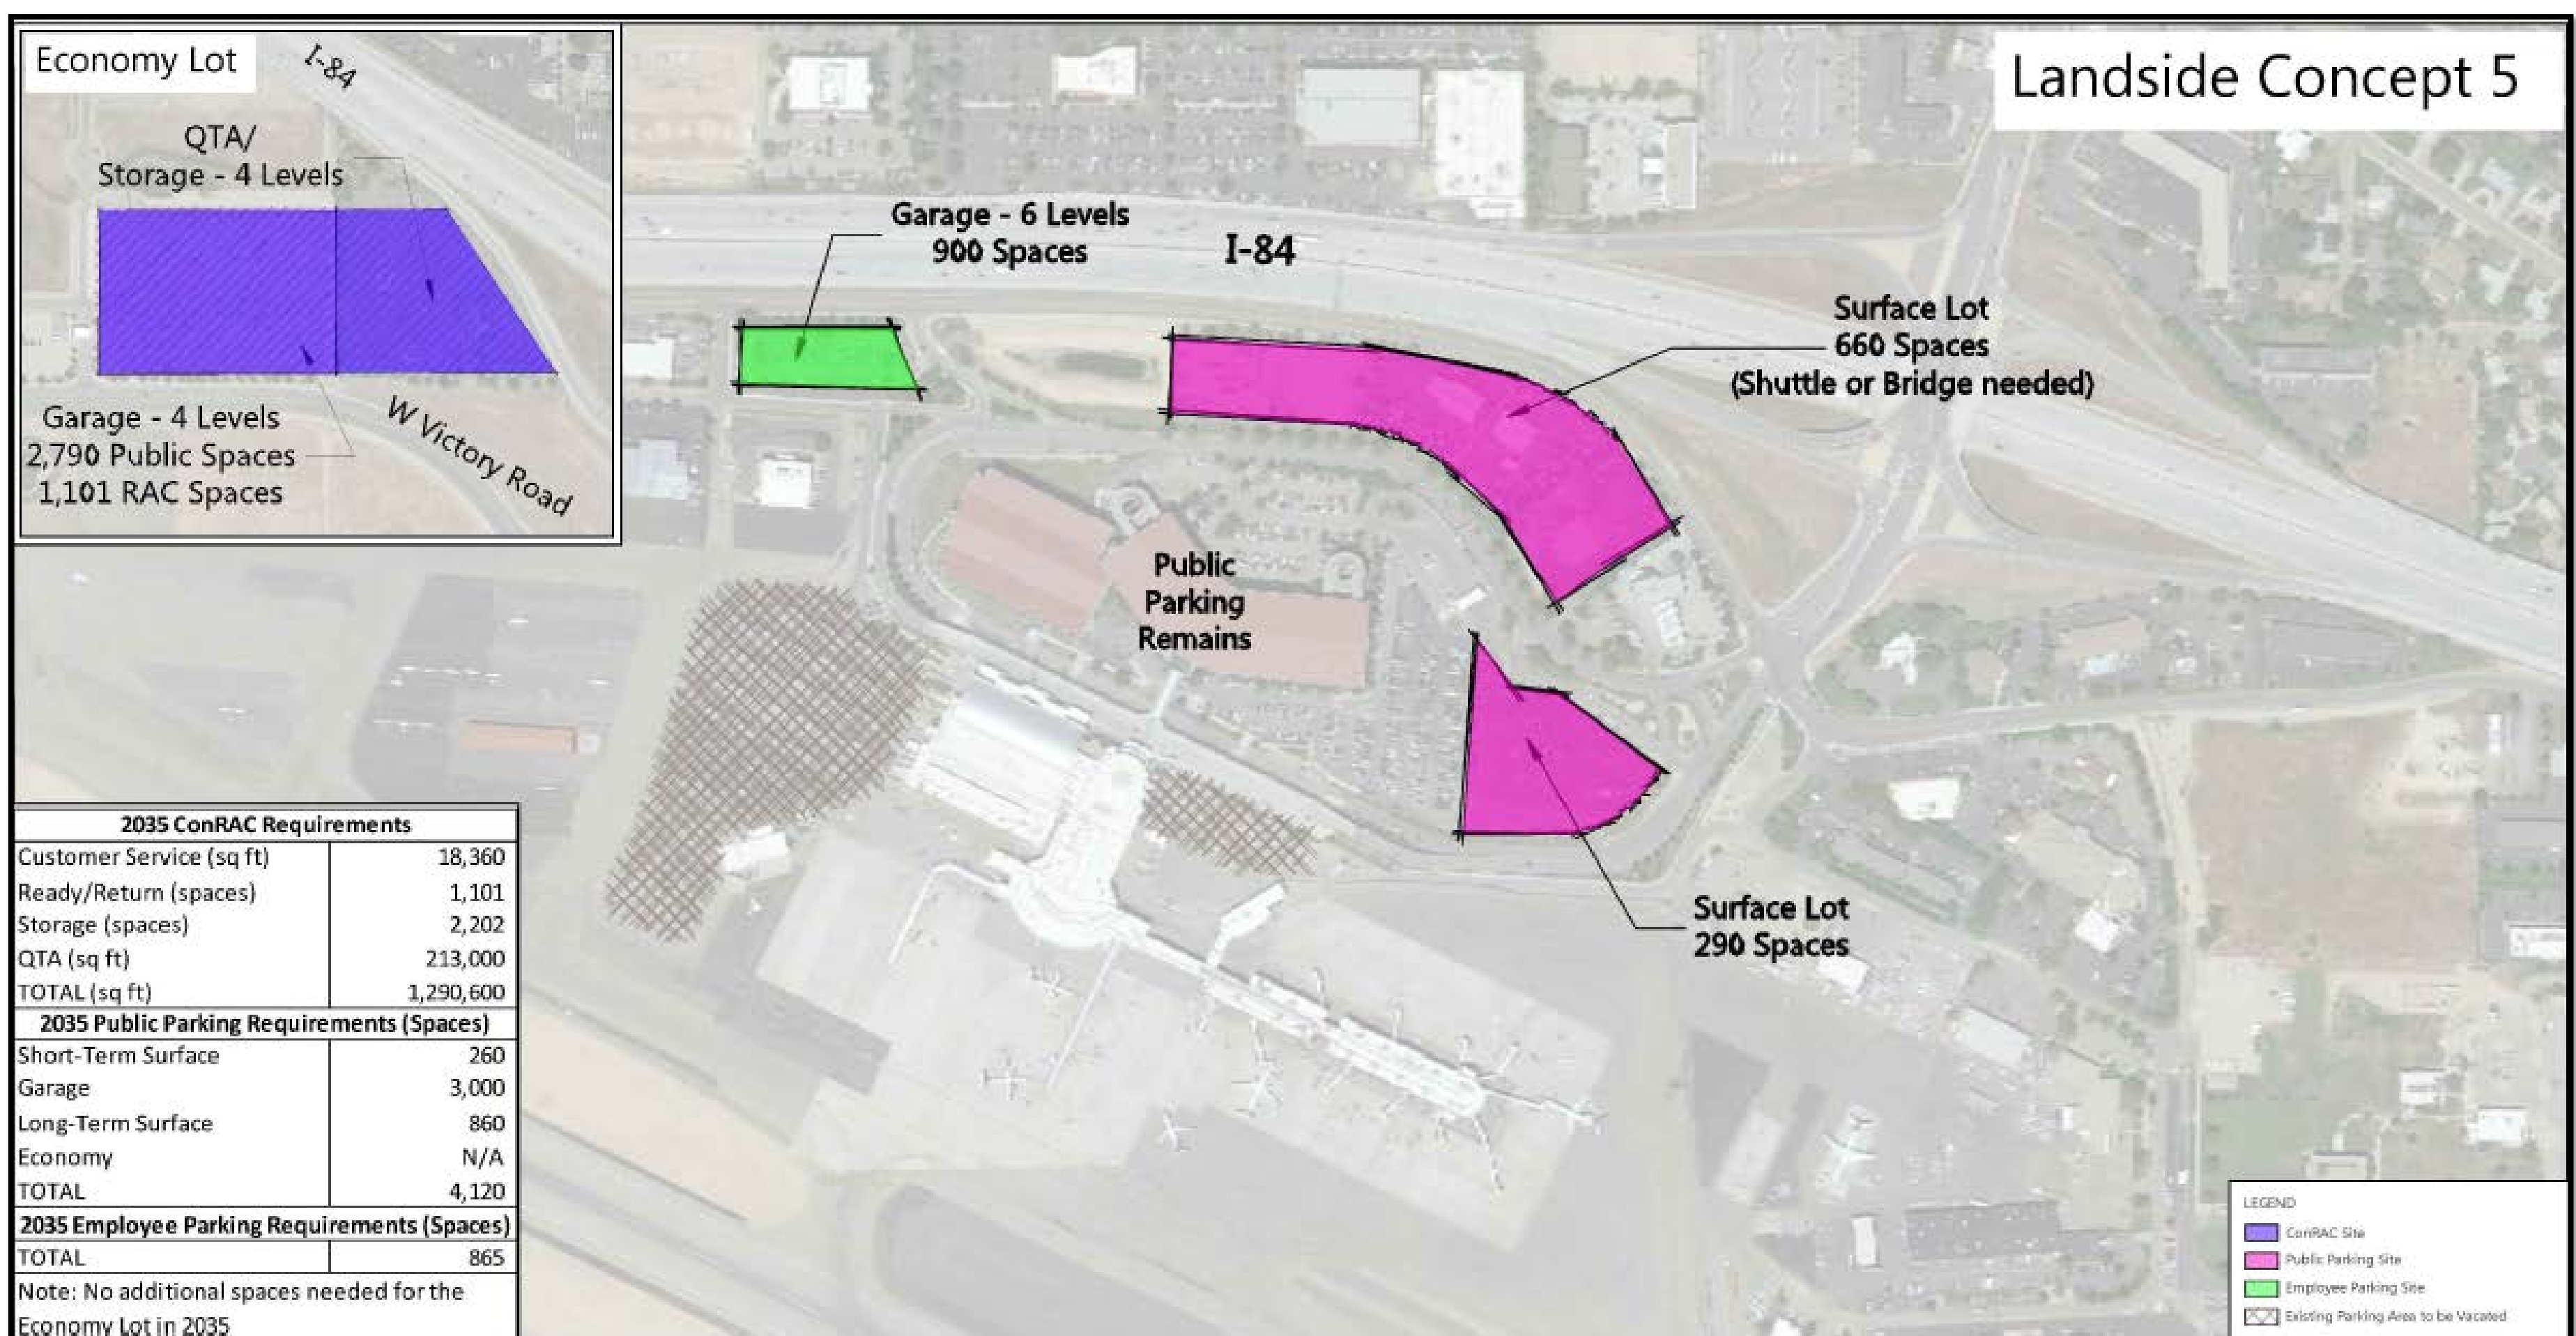 Economy Lot
I-84
QTA/
Storage - 4 Levels
Garage - 4 Levels
2,790 Public Spaces
1,101 RAC Spaces
W Victory Road
Landside Concept 5
Garage - 6 Levels
900 Spaces
I-84
Surface Lot
660 Spaces
(Shuttle or Bridge needed)
Public
Parking
Remains
Surface Lot
290 Spaces
2035 ConRAC Requirements
Customer Service (sq ft) 18,360
Ready/Return (spaces) 1,101
Storage (spaces) 2,202
QTA (sq ft) 213,000
TOTAL (sq ft) 1,290,600
2035 Public Parking Requirements (Spaces)
Short-Term Surface 260
Garage 3,000
Long-Term Surface 860
Economy N/A
TOTAL 4,120
2035 Employee Parking Requirements (Spaces)
TOTAL 865
Note: No additional spaces needed for the
Economy Lot in 2035
LEGEND
ConRAC Site
Public Parking Site
Employee Parking Site
Existing Parking Area to be Vacated